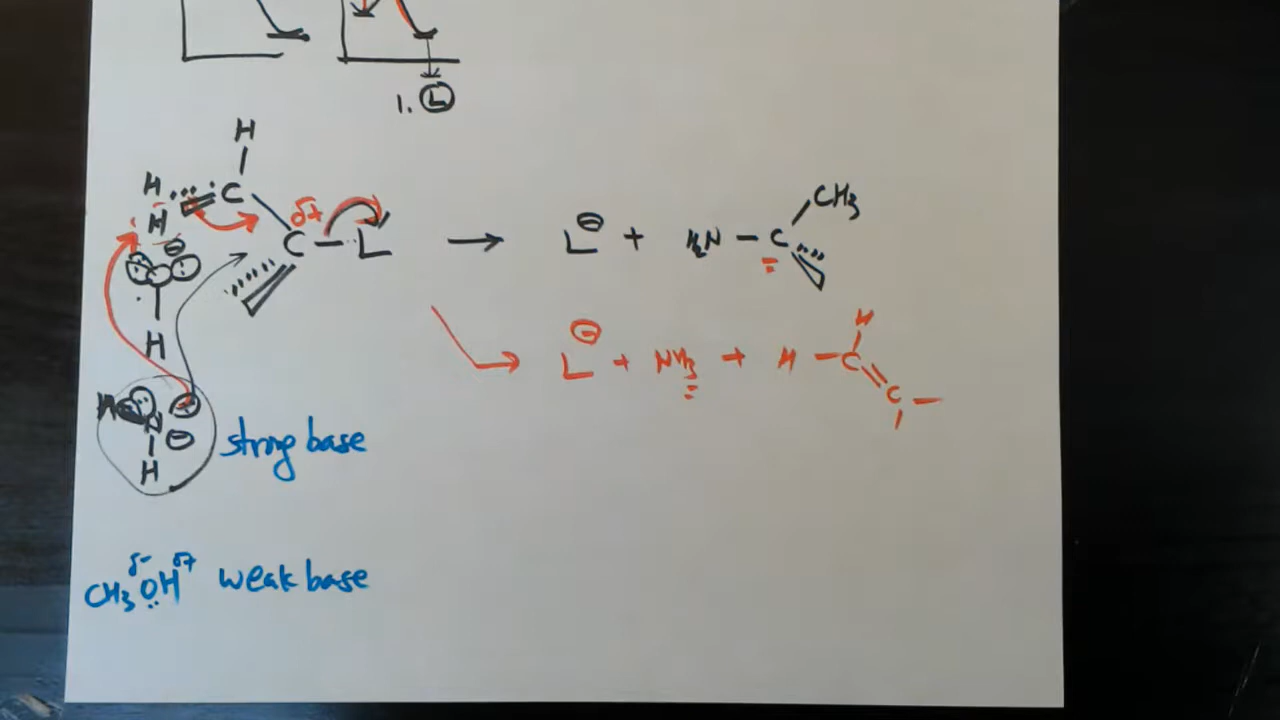 1. L
H
H C
H δ+
⊖ C – L → L⊖ + H₂N – C CH₃
H
L⊖ + NH₃ + H – C H = C –
H N ⊖
strong base
H
δ- δ+
CH₃OH weak base